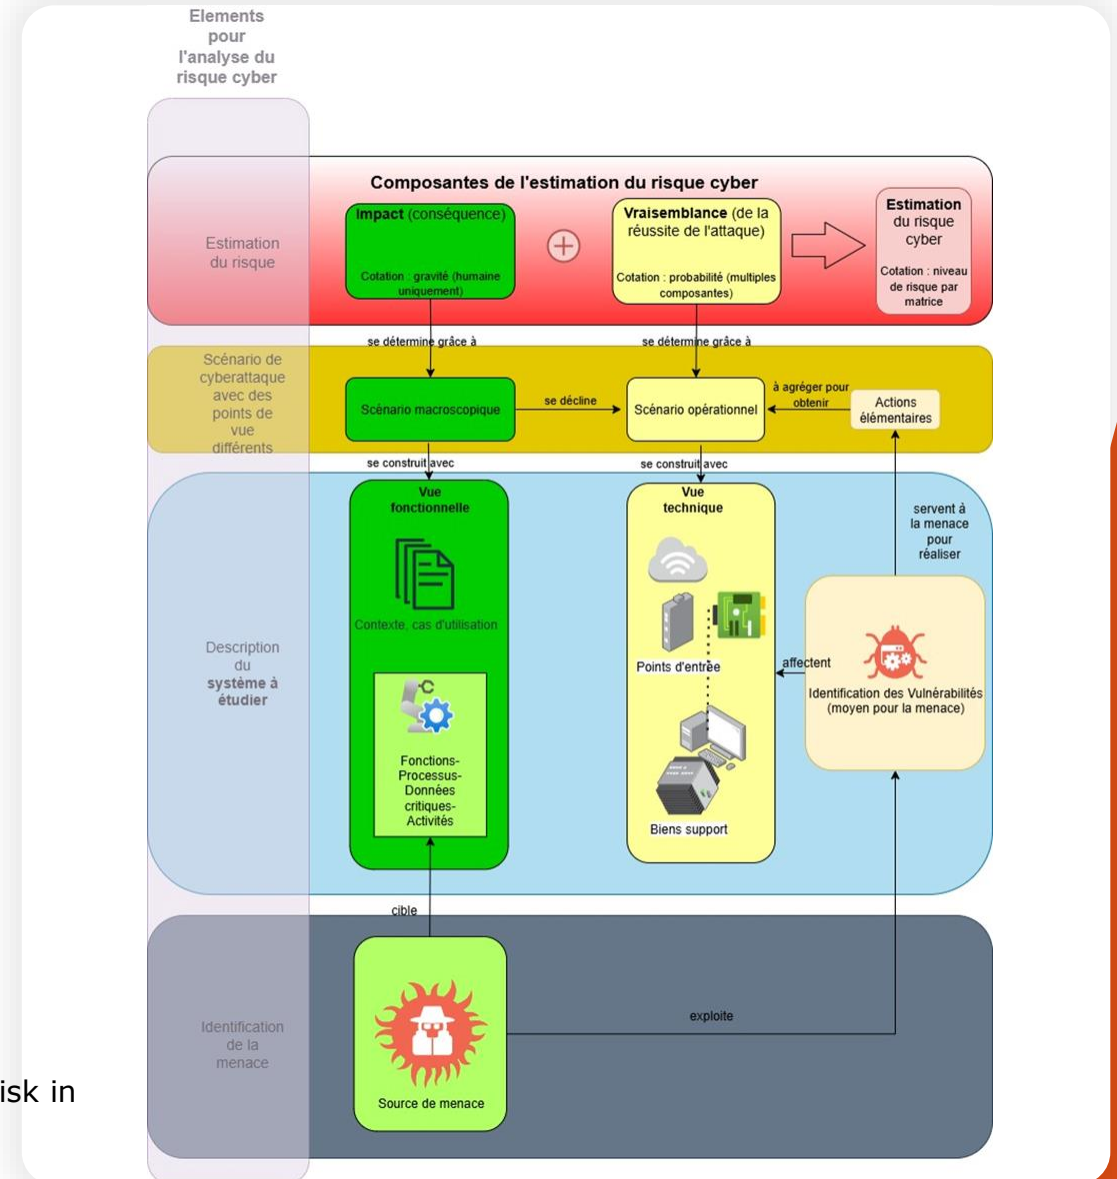 Elements
pour
l'analyse du
risque cyber
Composantes de l'estimation du risque cyber
Estimation
du risque
Impact (conséquence)
Cotation : gravité (humaine
uniquement)
Vraisemblance (de la
réussite de l'attaque)
Cotation : probabilité (multiples
composantes)
Estimation
du risque
cyber
Cotation : niveau
de risque par
matrice
se détermine grâce à
se détermine grâce à
Scénario de
cyberattaque
avec des
points de
vue
différents
Scénario macroscopique
se décline
Scénario opérationnel
à agréger pour
obtenir
Actions
élémentaires
se construit avec
se construit avec
Description
du
système à
étudier
Vue
fonctionnelle
Contexte, cas d'utilisation
Fonctions-
Processus-
Données
critiques-
Activités
Vue
technique
Points d'entrée
Biens support
affectent
servent à
la menace
pour
réaliser
Identification des Vulnérabilités
(moyen pour la menace)
cible
Identification
de la
menace
Source de menace
exploite
isk in